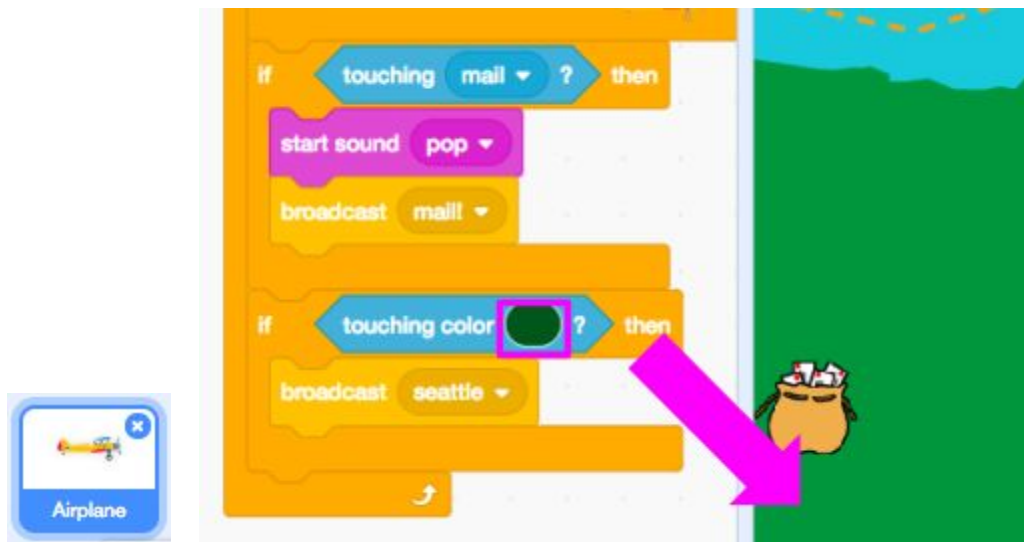 if touching mail ? then
start sound pop
broadcast mail!
if touching color ? then
broadcast seattle
Airplane